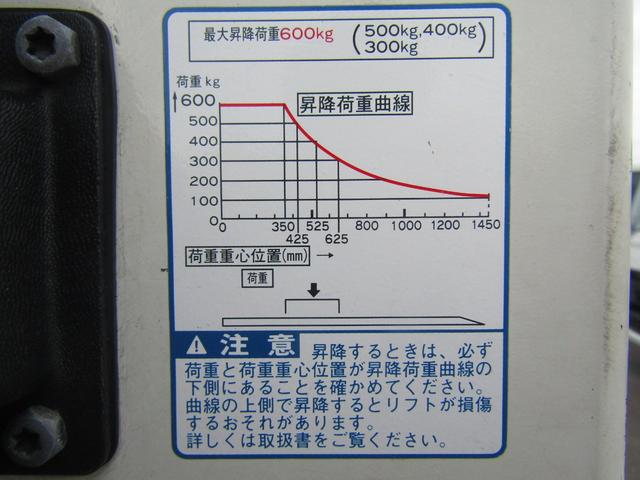 最大昇降荷重600kg (500kg,400kg 300kg)
荷重 kg
昇降荷重曲線
600
500
400
300
200
100
0
0 350 525 800 1000 1200 1450
425 625
荷重重心位置(mm) →
荷重
注意 昇降するときは、必ず
荷重と荷重重心位置が昇降荷重曲線の
下側にあることを確かめてください。
曲線の上側で昇降するとリフトが損傷
するおそれがあります。
詳しくは取扱書をご覧ください。